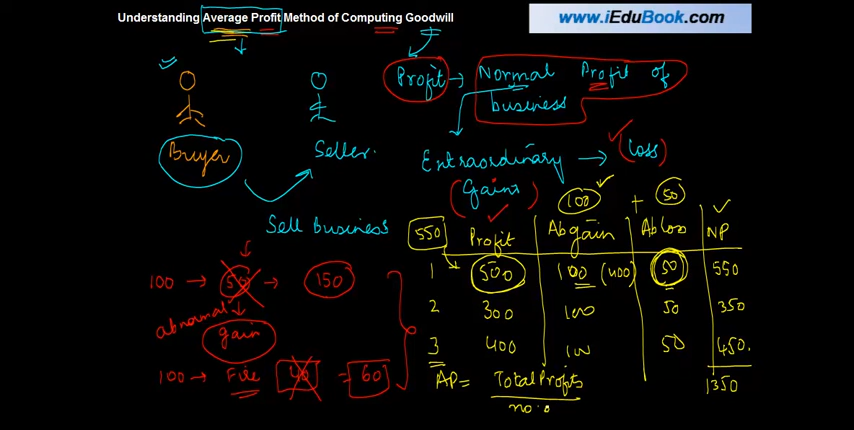 Understanding Average Profit Method of Computing Goodwill
www.iEduBook.com
Profit → Normal Profit of
business
Buyer
Seller.
Extraordinary → (Loss)
(Gains)
Sell business
100 + 50
550 Profit Ab gain Ab loss NP
1 500 100 (400) 50 550
2 300 100 50 350
3 400 100 50 450.
1350
100 → 50 → 150
abnormal
gain
100 → Fire 40 = 60
AP = Total Profits
no.o